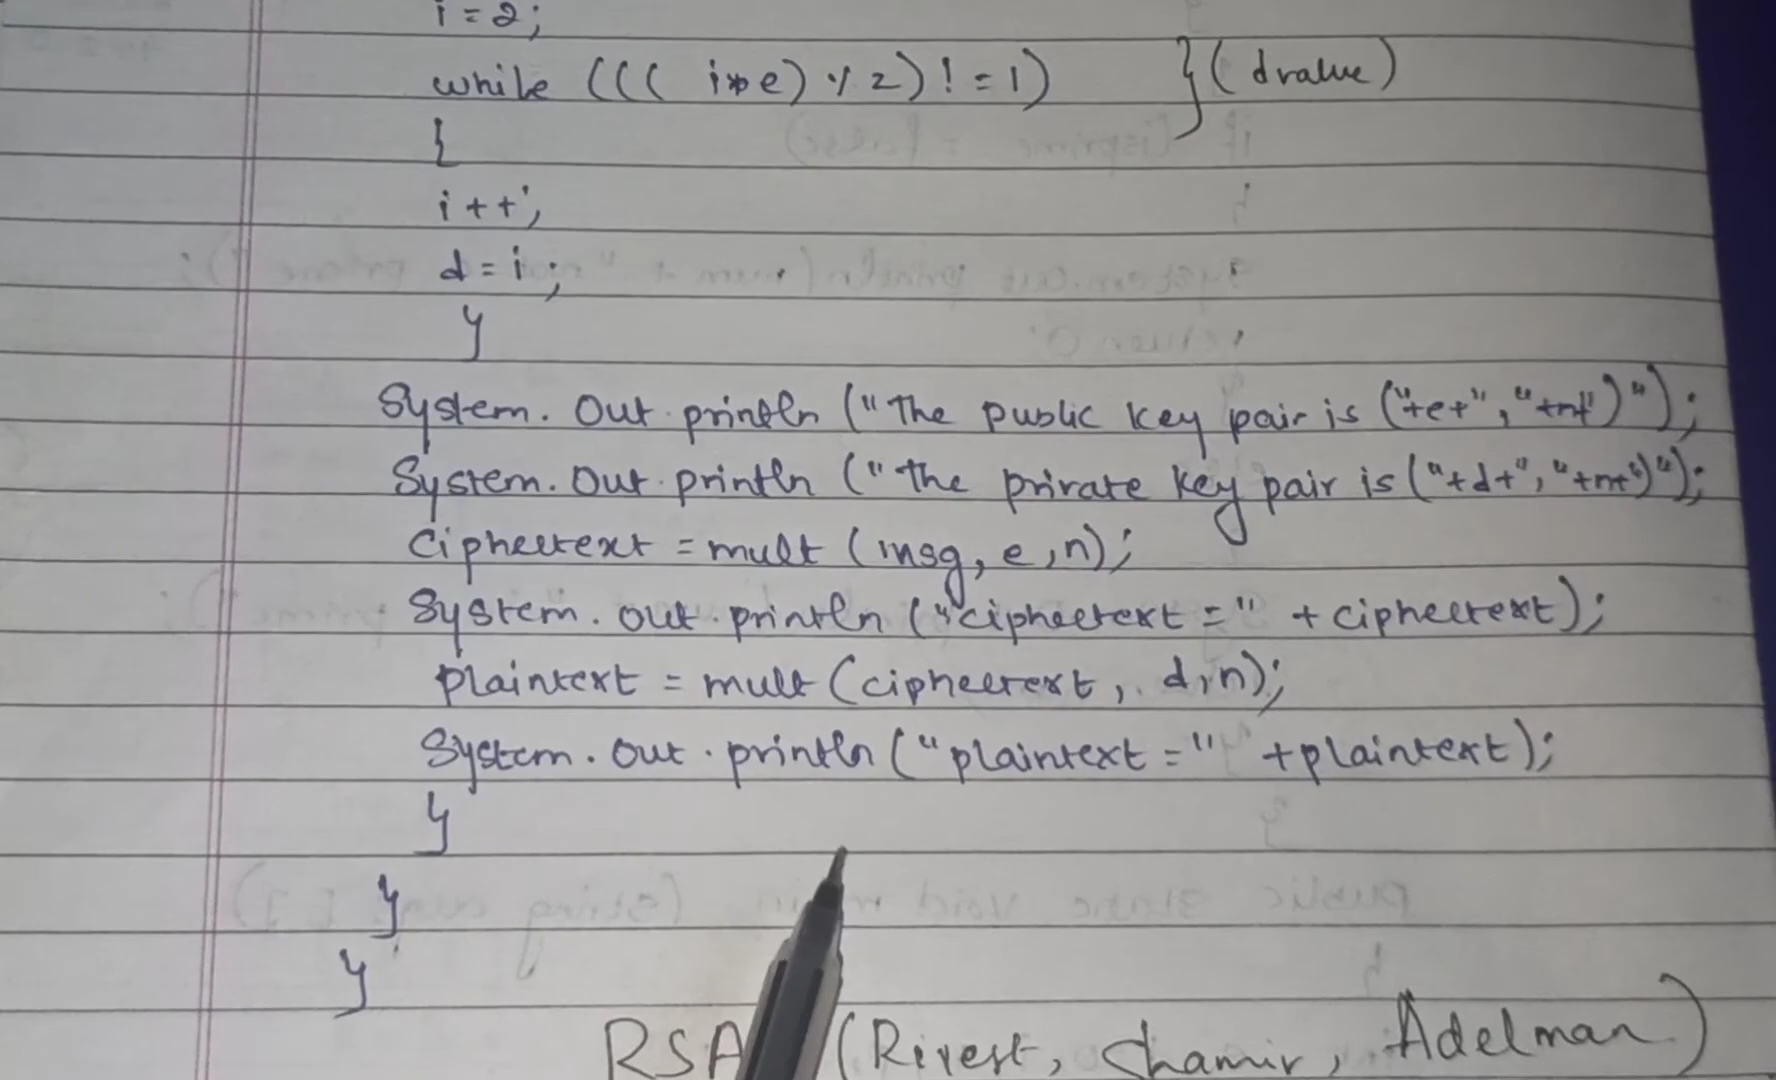 i = 2;
while ((( i*e) % z) != 1) } (dvalue)
{
i++;
d = i;
}
System. Out. println ("The public key pair is ("+e+", "+n+")");
System. Out. println ("the private key pair is ("+d+", "+n+")");
Ciphertext = mult (msg, e, n);
System. out. println ("ciphertext =" + ciphertext);
plaintext = mult (ciphertext, d, n);
System. out. println ("plaintext =" + plaintext);
}
}
}
RSA (Rivest, Shamir, Adelman)